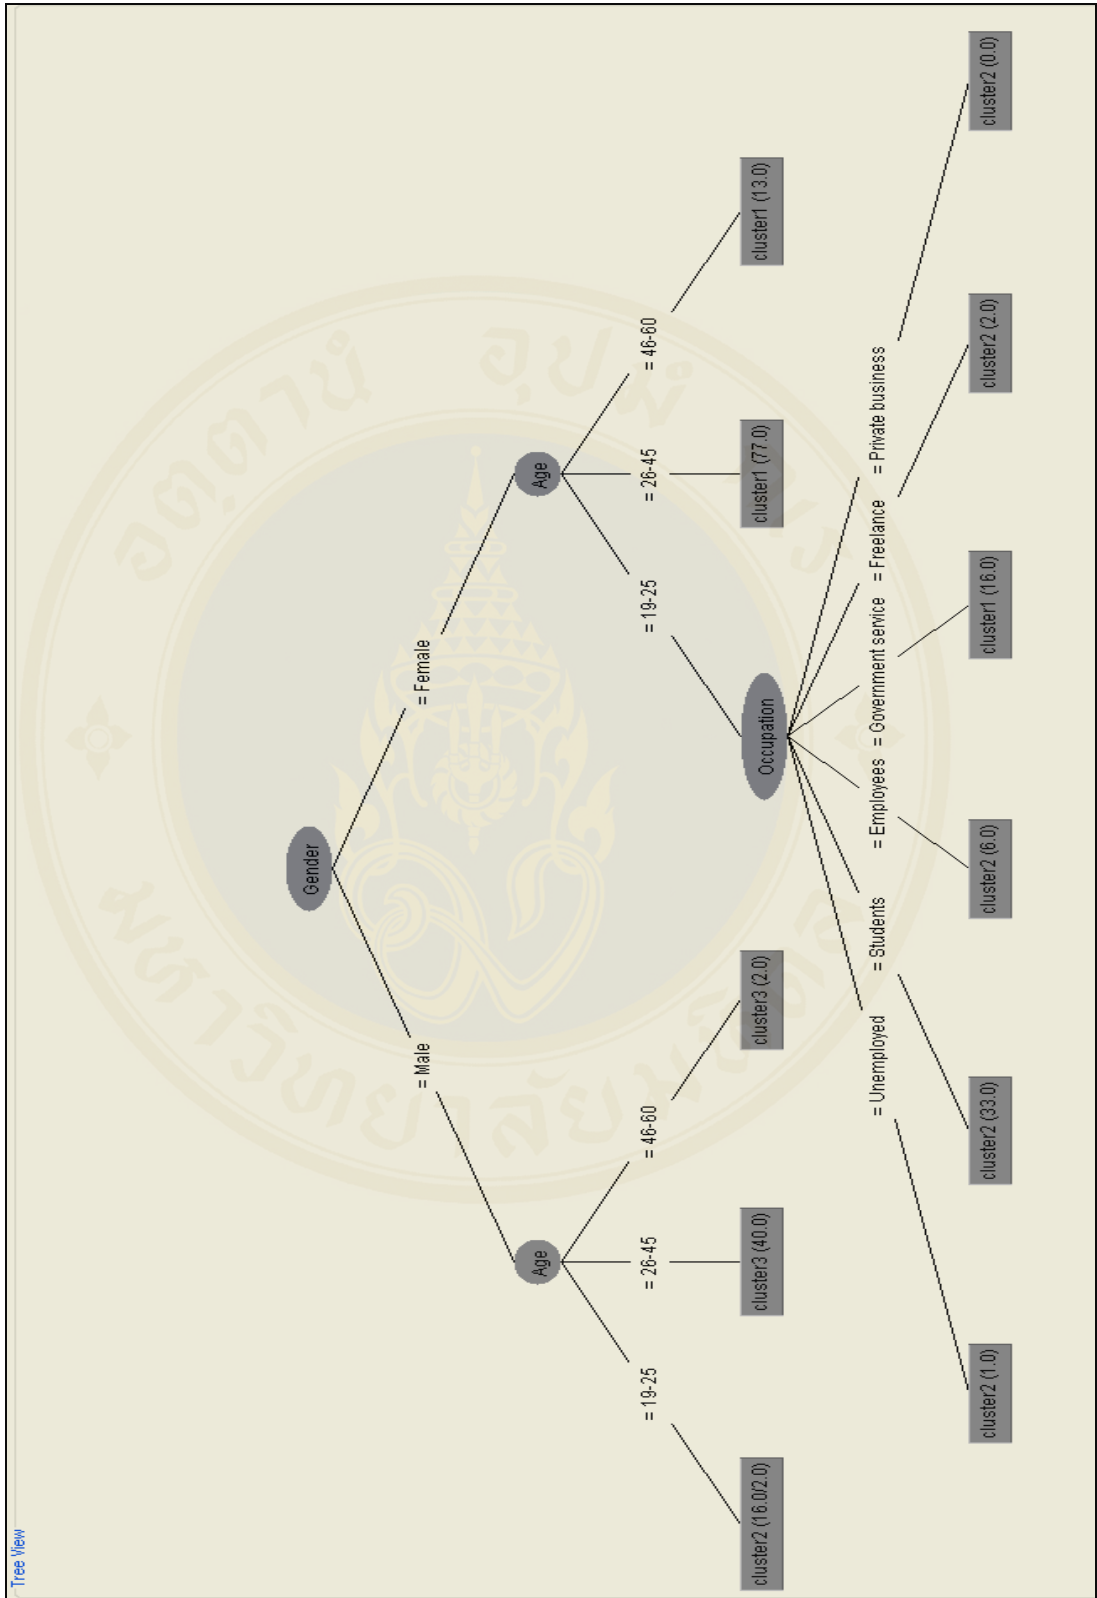 Tree View
Gender
= Male
= Female
Age
Age
= 19-25
= 26-45
= 46-60
= 19-25
= 26-45
= 46-60
cluster2 (16.0/2.0)
cluster3 (40.0)
cluster3 (2.0)
Occupation
cluster1 (77.0)
cluster1 (13.0)
= Unemployed
= Students
= Employees
= Government service
= Freelance
= Private business
cluster2 (1.0)
cluster2 (33.0)
cluster2 (6.0)
cluster1 (16.0)
cluster2 (2.0)
cluster2 (0.0)